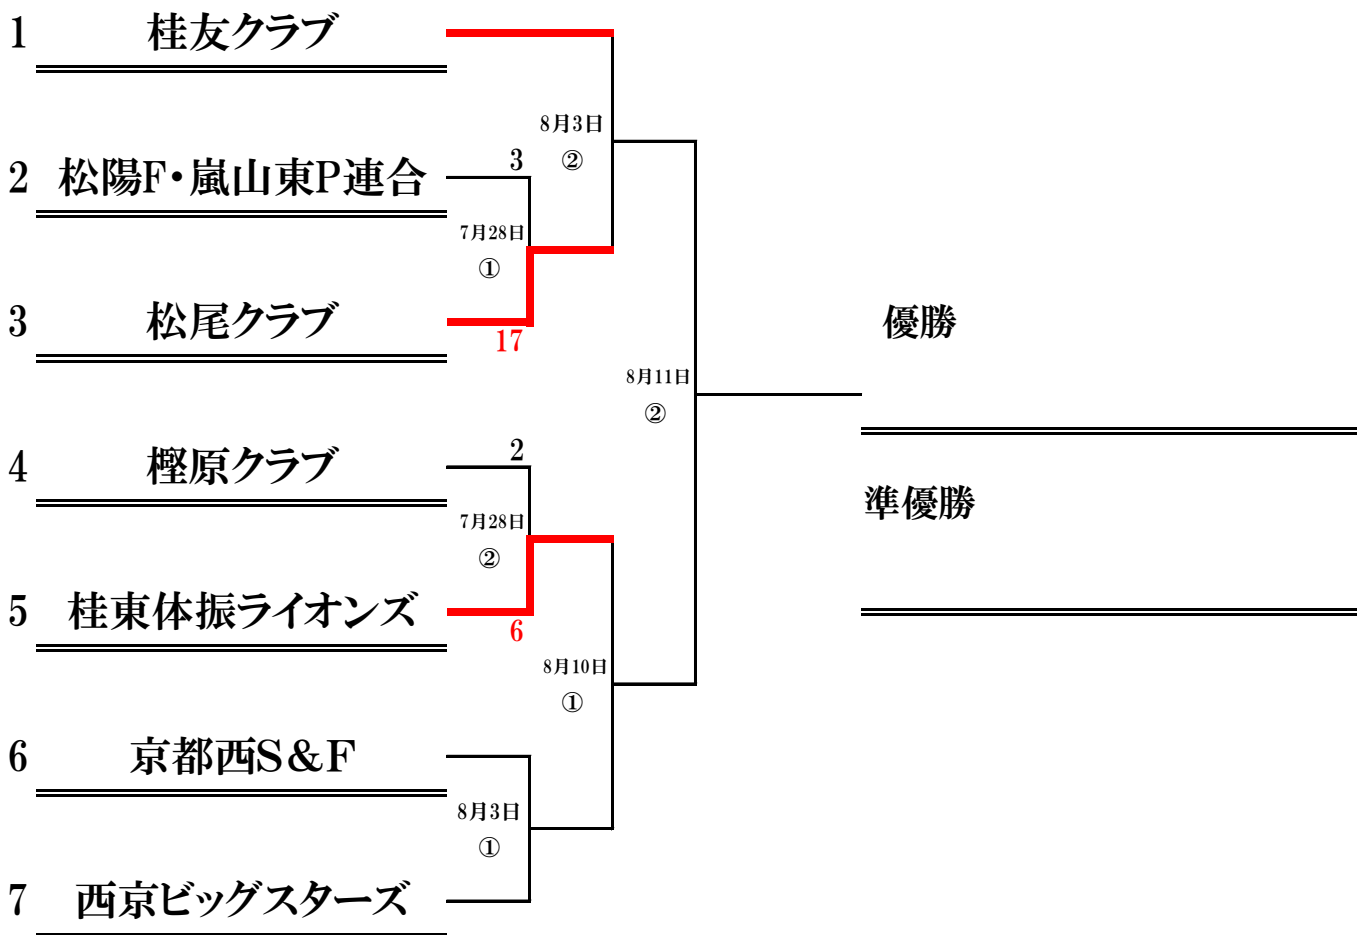 1 桂友クラブ
8月3日
②
2 松陽F・嵐山東P連合
3
7月28日
①
3 松尾クラブ
17
優勝
8月11日
②
4 樫原クラブ
2
7月28日
②
準優勝
5 桂東体振ライオンズ
6
8月10日
①
6 京都西S&F
8月3日
①
7 西京ビッグスターズ